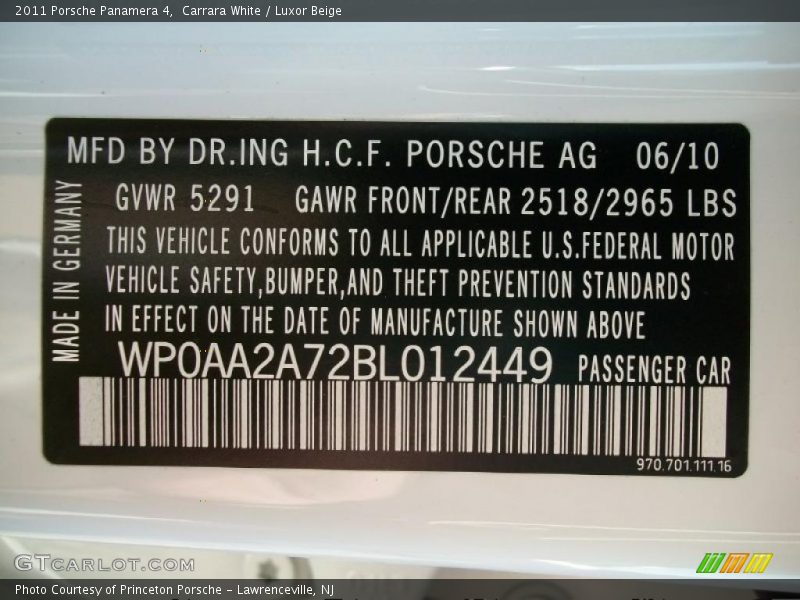 2011 Porsche Panamera 4,  Carrara White / Luxor Beige
MFD BY DR.ING H.C.F. PORSCHE AG 06/10
GVWR 5291 GAWR FRONT/REAR 2518/2965 LBS
THIS VEHICLE CONFORMS TO ALL APPLICABLE U.S.FEDERAL MOTOR
VEHICLE SAFETY,BUMPER,AND THEFT PREVENTION STANDARDS
IN EFFECT ON THE DATE OF MANUFACTURE SHOWN ABOVE
MADE IN GERMANY
WP0AA2A72BL012449 PASSENGER CAR
970.701.111.16
GTCARLOT.COM
Photo Courtesy of Princeton Porsche - Lawrenceville, NJ